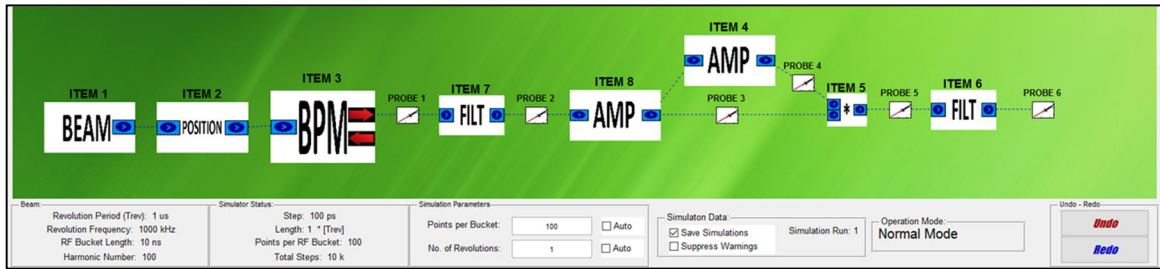 ITEM 4
AMP
PROBE 4
ITEM 3
ITEM 7
ITEM 8
ITEM 5
ITEM 6
ITEM 1
ITEM 2
PROBE 1
PROBE 2
PROBE 3
PROBE 5
PROBE 6
BEAM
POSITION
BPM
FILT
AMP
*
FILT
Beam:
Revolution Period (Trev): 1 us
Revolution Frequency: 1000 kHz
RF Bucket Length: 10 ns
Harmonic Number: 100
Simulator Status:
Step: 100 ps
Length: 1 * [Trev]
Points per RF Bucket: 100
Total Steps: 10 k
Simulation Parameters
Points per Bucket: 100 Auto
No. of Revolutions: 1 Auto
Simulaton Data:
Save Simulations
Suppress Warnings
Simulation Run: 1
Operation Mode:
Normal Mode
Undo - Redo
Undo
Redo